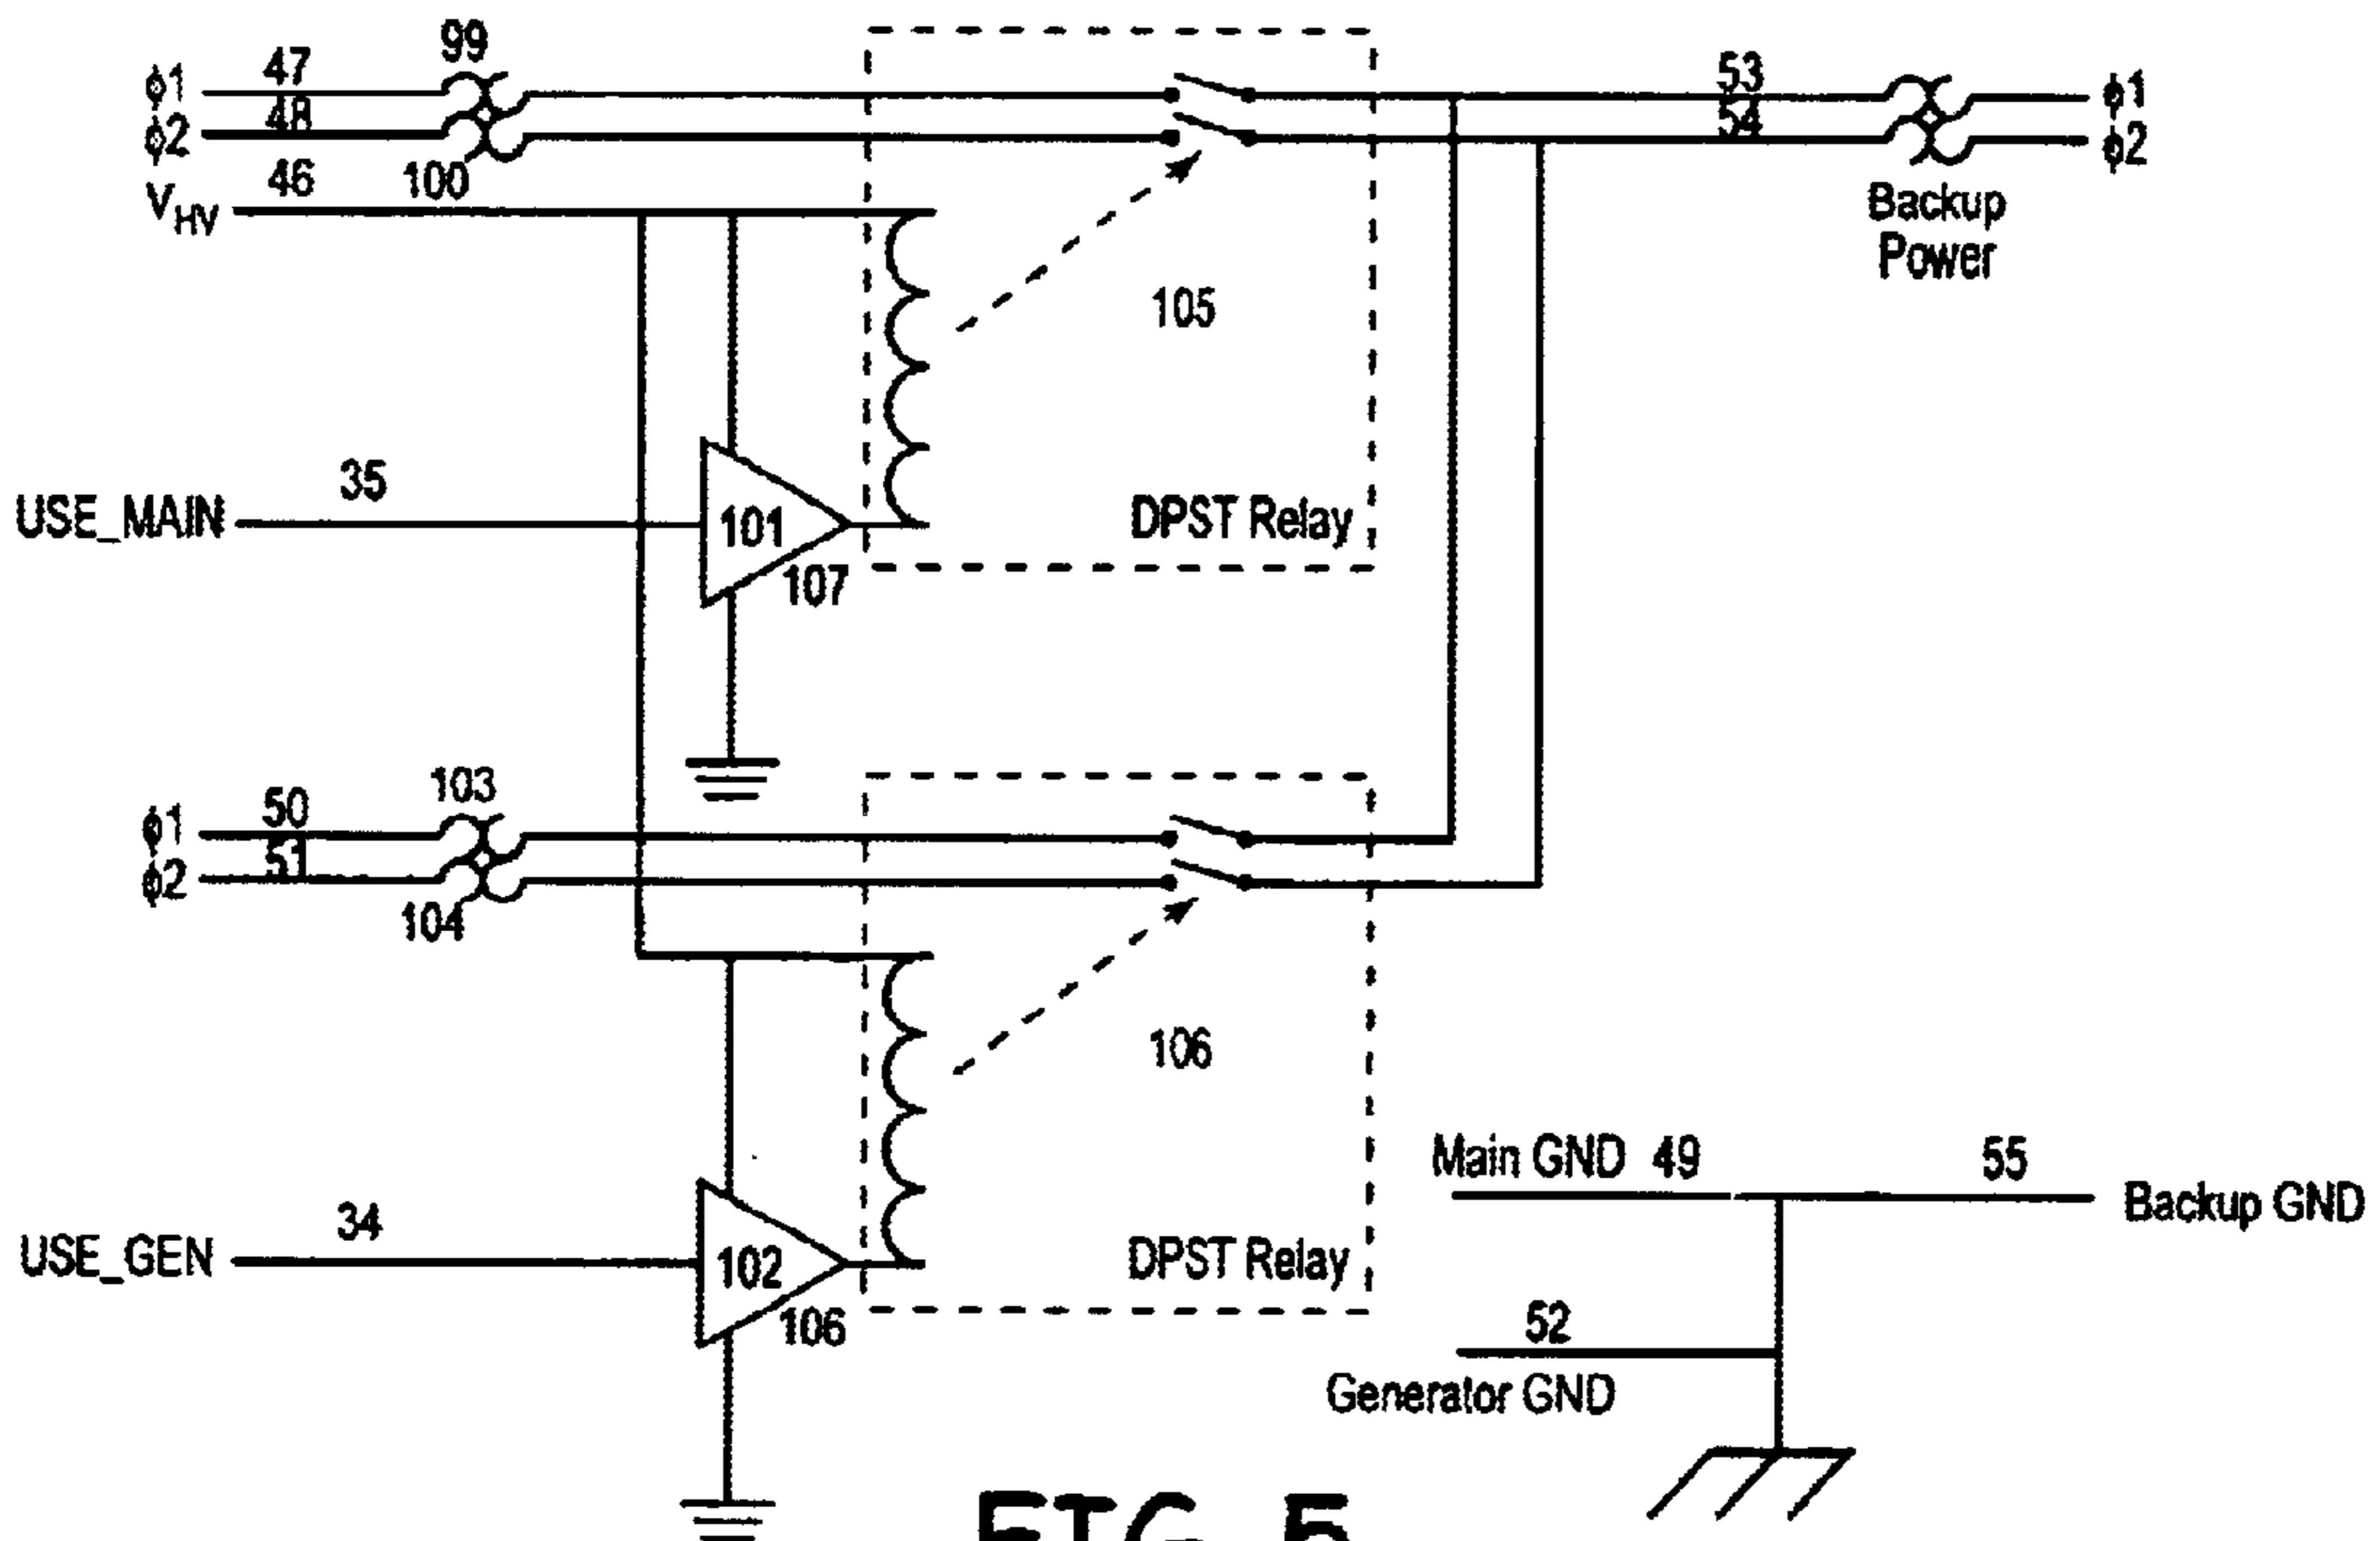 99
ϕ1 47 53 ϕ1
ϕ2 48 54 ϕ2
VHV 46 100
Backup
Power
105
USE_MAIN 35 101 DPST Relay
107
ϕ1 50 103
ϕ2 51
104
106
Main GND 49 55 Backup GND
USE_GEN 34 102 DPST Relay
106
52
Generator GND
FIG. 5